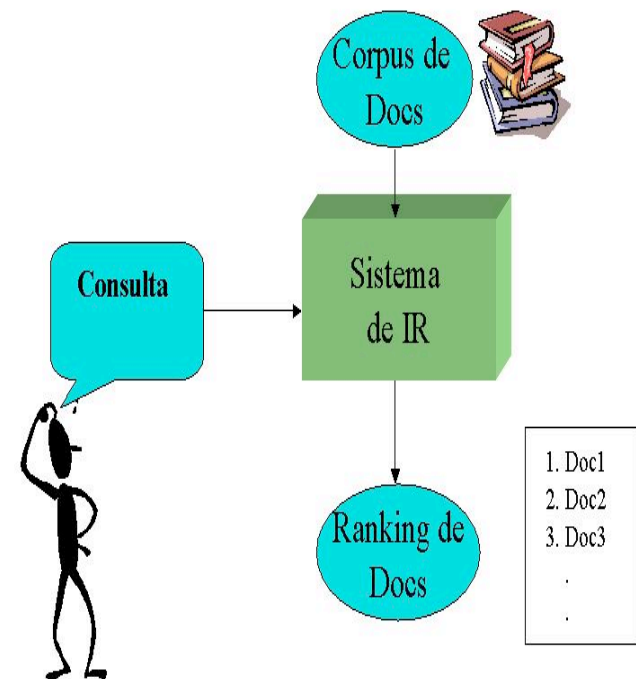 Corpus de
Docs
Consulta
Sistema
de IR
Ranking de
Docs
1. Doc1
2. Doc2
3. Doc3
.
.